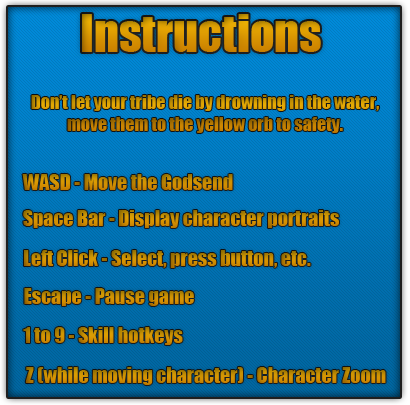 Instructions
Don't let your tribe die by drowning in the water,
move them to the yellow orb to safety.
WASD - Move the Godsend
Space Bar - Display character portraits
Left Click - Select, press button, etc.
Escape - Pause game
1 to 9 - Skill hotkeys
Z (while moving character) - Character Zoom